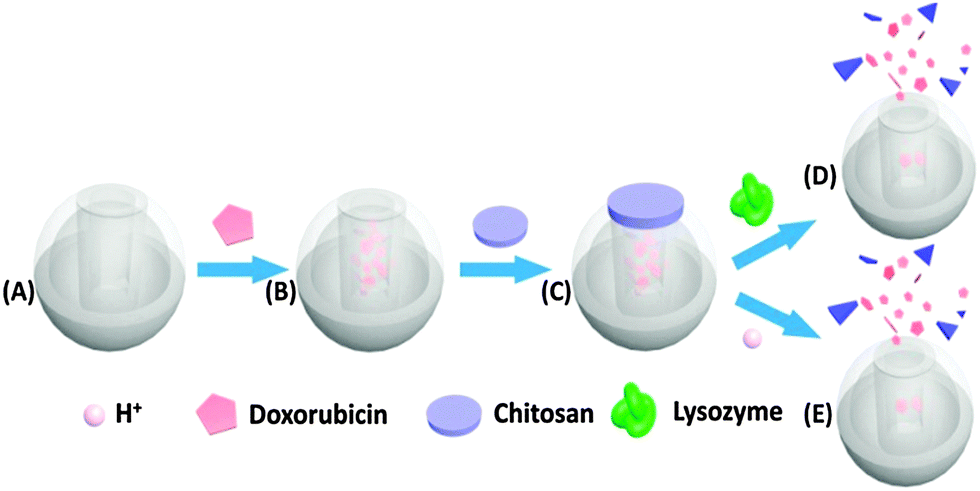 (D)
(A)
(B)
(C)
(E)
H⁺
Doxorubicin
Chitosan
Lysozyme